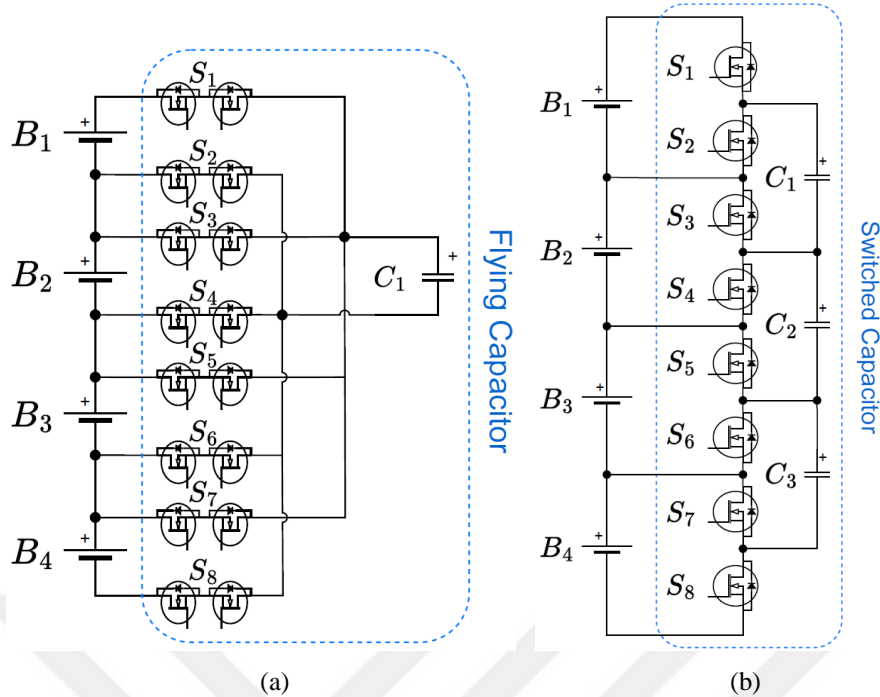 S1
B1
S2
S3
B2
C1
S4
S5
B3
S6
S7
B4
S8
+
+
+
+
+
Flying Capacitor
(a)
S1
B1
S2
C1
S3
B2
S4
C2
S5
B3
S6
C3
S7
B4
S8
+
+
+
+
+
+
+
Switched Capacitor
(b)